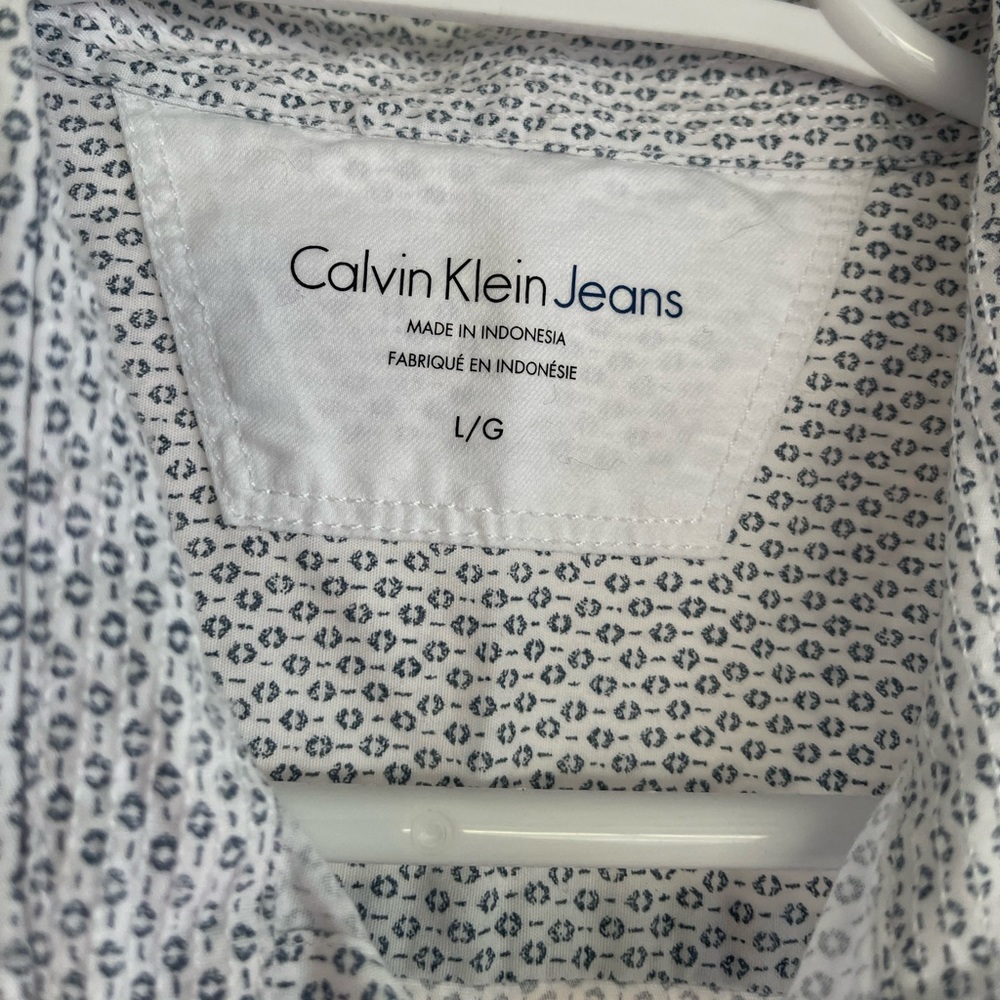 Calvin Klein Jeans
MADE IN INDONESIA
FABRIQUÉ EN INDONÉSIE
L/G